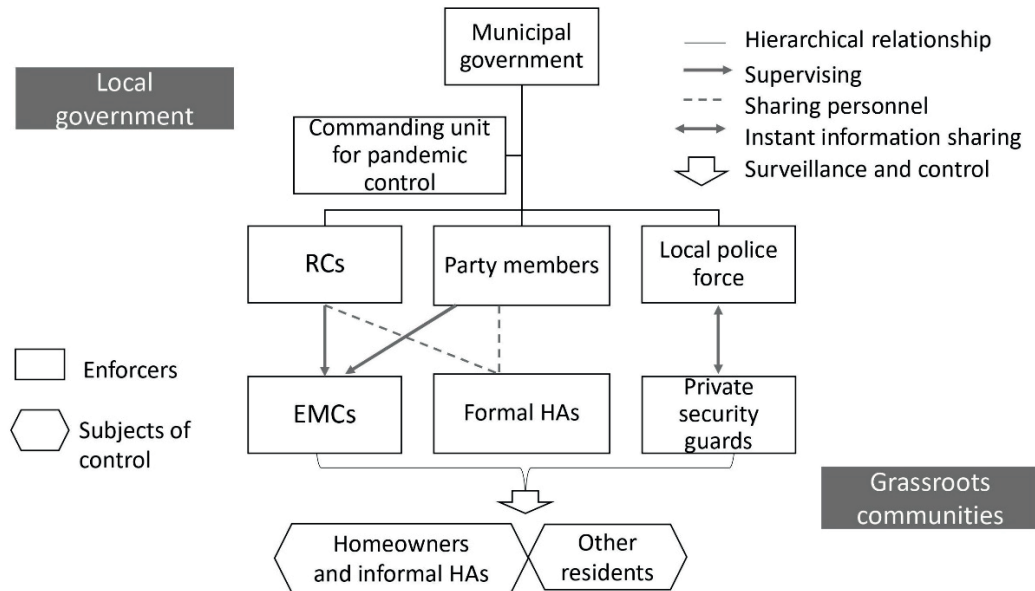 Municipal
government
Hierarchical relationship
Supervising
Sharing personnel
Instant information sharing
Surveillance and control
Local
government
Commanding unit
for pandemic
control
RCs
Party members
Local police
force
Enforcers
Subjects of
control
EMCs
Formal HAs
Private
security
guards
Grassroots
communities
Homeowners
and informal HAs
Other
residents